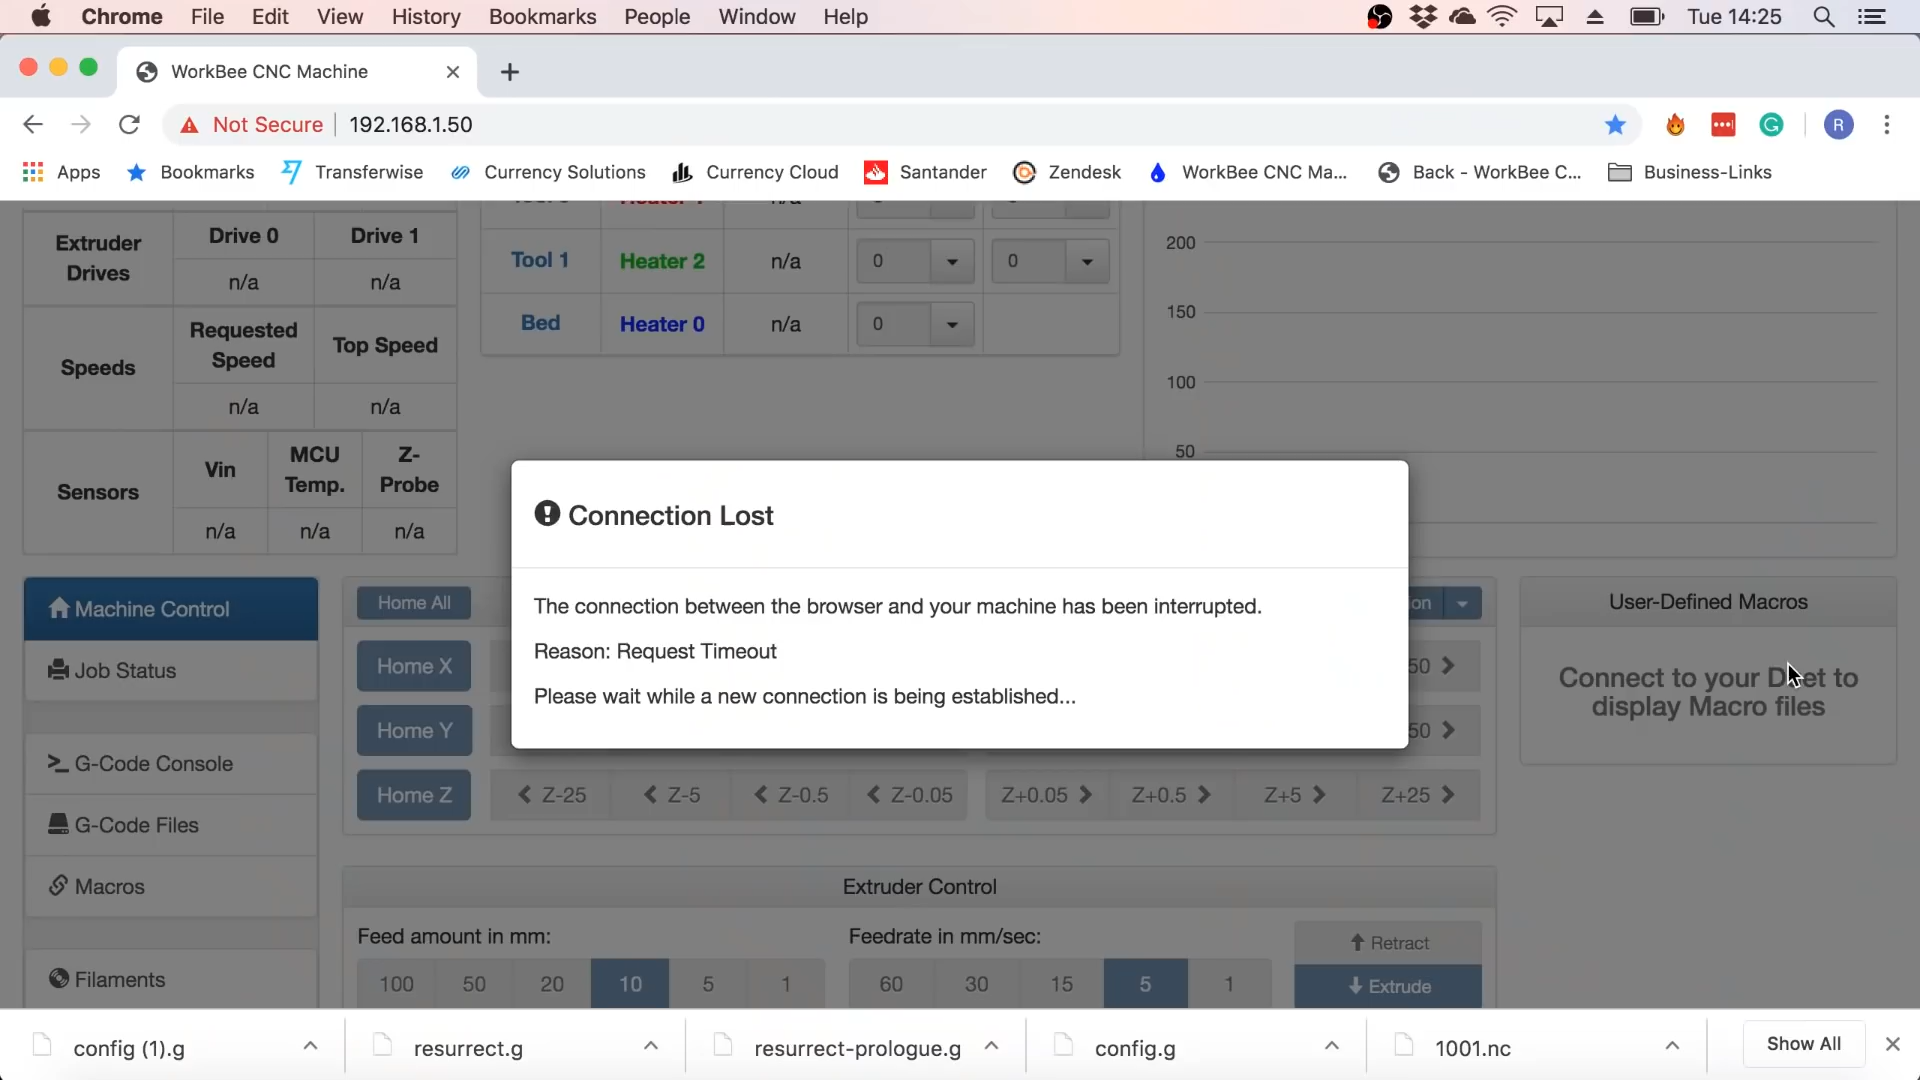 Chrome File Edit View History Bookmarks People Window Help Tue 14:25
WorkBee CNC Machine
Not Secure 192.168.1.50 R
Apps Bookmarks Transferwise Currency Solutions Currency Cloud Santander Zendesk WorkBee CNC Ma... Back - WorkBee C... Business-Links
Extruder Drives
Drive 0 Drive 1
n/a n/a
Speeds
Requested Speed
Top Speed
n/a n/a
Sensors
Vin
MCU Temp.
Z-Probe
n/a n/a n/a
Tool 1 Heater 2 n/a 0 0
Bed Heater 0 n/a 0
200
150
100
50
Connection Lost
The connection between the browser and your machine has been interrupted.
Reason: Request Timeout
Please wait while a new connection is being established...
Machine Control
Job Status
G-Code Console
G-Code Files
Macros
Filaments
Home All
Home X 50
Home Y 50
Home Z Z-25 Z-5 Z-0.5 Z-0.05 Z+0.05 Z+0.5 Z+5 Z+25
User-Defined Macros
Connect to your Duet to
display Macro files
Extruder Control
Feed amount in mm:
100 50 20 10 5 1
Feedrate in mm/sec:
60 30 15 5 1
Retract
Extrude
config (1).g resurrect.g resurrect-prologue.g config.g 1001.nc Show All